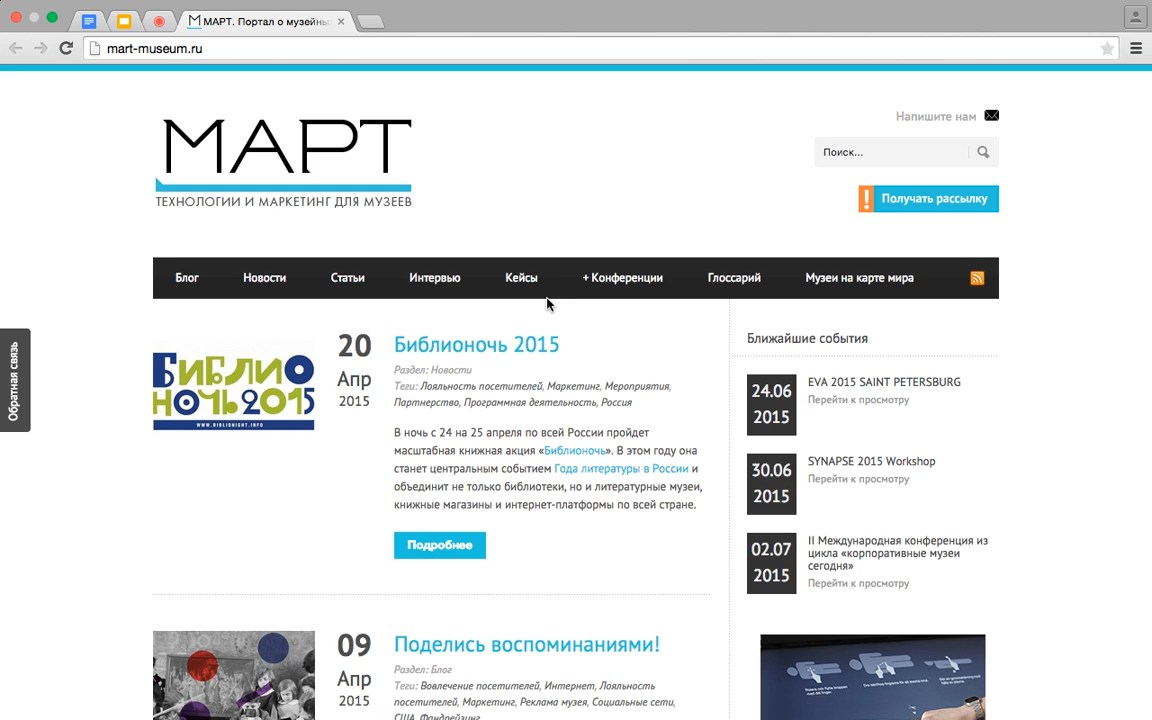 МАРТ. Портал о музейны
mart-museum.ru
МАРТ
ТЕХНОЛОГИИ И МАРКЕТИНГ ДЛЯ МУЗЕЕВ
Напишите нам
Поиск...
! Получать рассылку
Блог Новости Статьи Интервью Кейсы + Конференции Глоссарий Музеи на карте мира
Обратная связь
БИБЛИО
НОЧЬ 2015
WWW.BIBLIONIGHT.INFO
20
Апр
2015
Библионочь 2015
Раздел: Новости
Теги: Лояльность посетителей, Маркетинг, Мероприятия,
Партнерство, Программная деятельность, Россия
В ночь с 24 на 25 апреля по всей России пройдет
масштабная книжная акция «Библионочь». В этом году она
станет центральным событием Года литературы в России и
объединит не только библиотеки, но и литературные музеи,
книжные магазины и интернет-платформы по всей стране.
Подробнее
09
Апр
2015
Поделись воспоминаниями!
Раздел: Блог
Теги: Вовлечение посетителей, Интернет, Лояльность
посетителей, Маркетинг, Реклама музея, Социальные сети,
США, Фандрейзинг
Ближайшие события
24.06
2015
EVA 2015 SAINT PETERSBURG
Перейти к просмотру
30.06
2015
SYNAPSE 2015 Workshop
Перейти к просмотру
02.07
2015
II Международная конференция из
цикла «корпоративные музеи
сегодня»
Перейти к просмотру